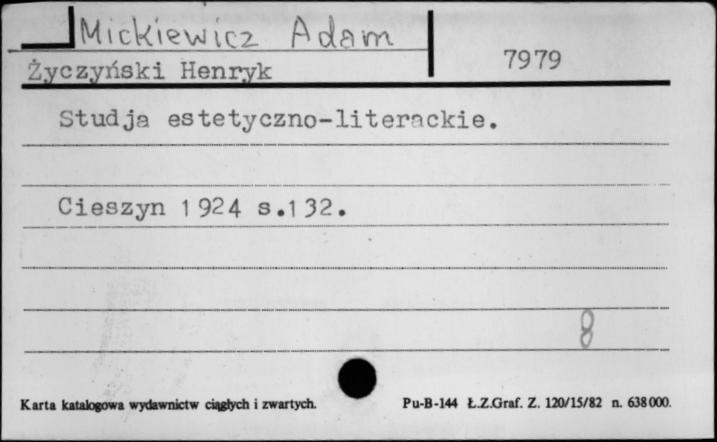 Mickiewicz Adam
Życzyński Henryk
7979
Studja estetyczno-literackie.
Cieszyn 1924 s.132.
8
Karta katalogowa wydawnictw ciągłych i zwartych.
Pu-B-144 Ł.Z.Graf. Z. 120/15/82 n. 638000.